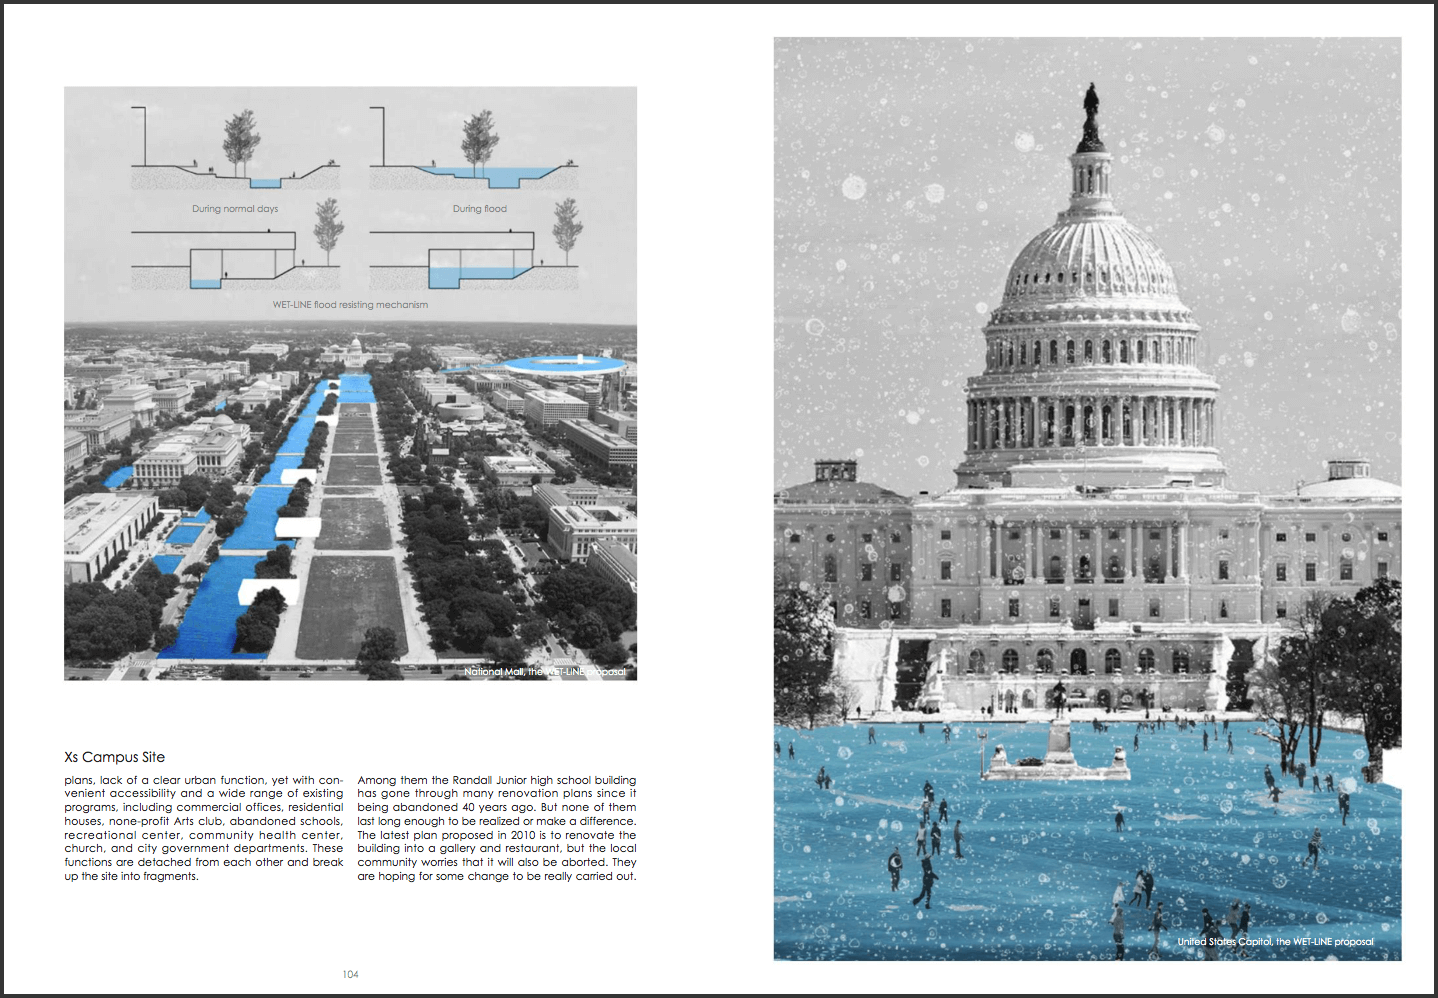 During normal days
During flood
WET-LINE flood resisting mechanism
National Mall, the WET-LINE proposal
Xs Campus Site
plans, lack of a clear urban function, yet with con-
venient accessibility and a wide range of existing
programs, including commercial offices, residential
houses, none-profit Arts club, abandoned schools,
recreational center, community health center,
church, and city government departments. These
functions are detached from each other and break
up the site into fragments.
Among them the Randall Junior high school building
has gone through many renovation plans since it
being abandoned 40 years ago. But none of them
last long enough to be realized or make a difference.
The latest plan proposed in 2010 is to renovate the
building into a gallery and restaurant, but the local
community worries that it will also be aborted. They
are hoping for some change to be really carried out.
104
United States Capitol, the WET-LINE proposal